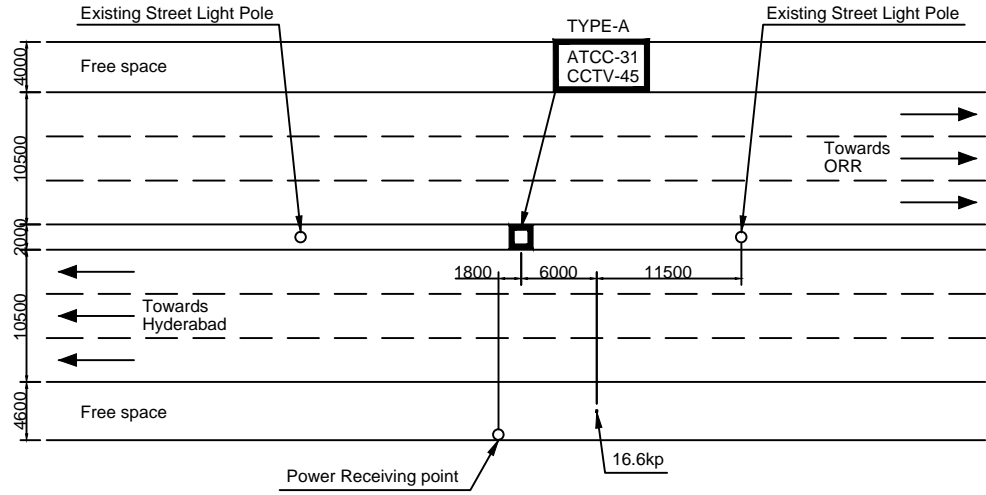 Existing Street Light Pole
TYPE-A
Existing Street Light Pole
ATCC-31
CCTV-45
4000
Free space
10500
Towards
ORR
2000
1800
6000
11500
10500
Towards
Hyderabad
4600
Free space
16.6kp
Power Receiving point